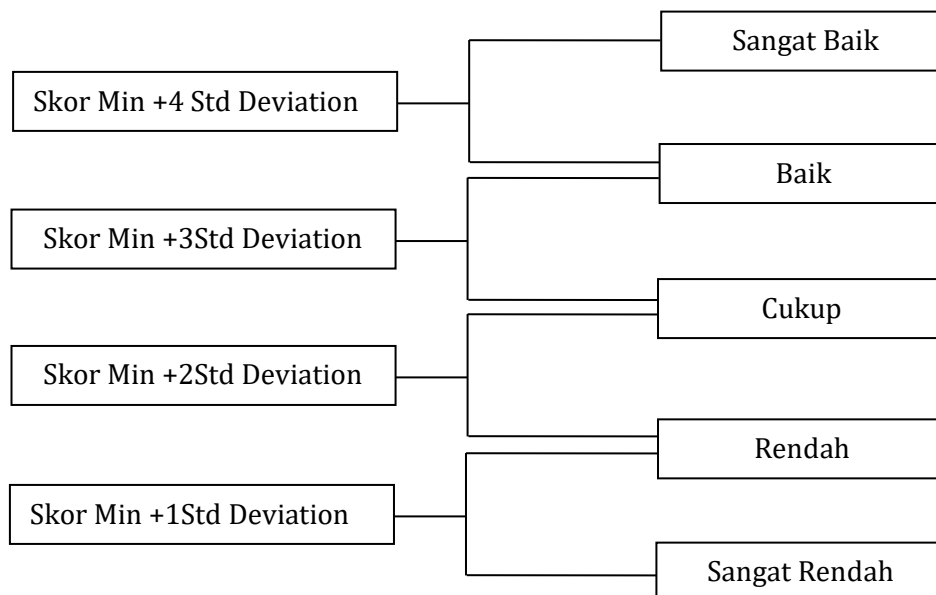 Sangat Baik
Skor Min +4 Std Deviation
Baik
Skor Min +3Std Deviation
Cukup
Skor Min +2Std Deviation
Rendah
Skor Min +1Std Deviation
Sangat Rendah